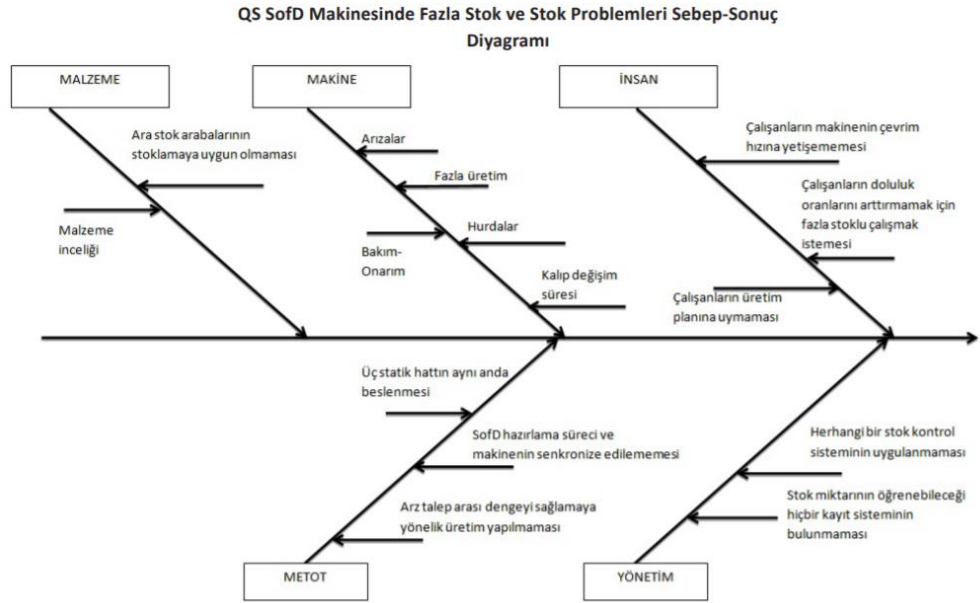 QS SofD Makinesinde Fazla Stok ve Stok Problemleri Sebep-Sonuç
Diyagramı
MALZEME
MAKİNE
İNSAN
Ara stok arabalarının
stoklamaya uygun olmaması
Malzeme
inceliği
Arızalar
Fazla üretim
Hurdalar
Bakım-
Onarım
Kalıp değişim
süresi
Çalışanların makinenin çevrim
hızına yetişememesi
Çalışanların doluluk
oranlarını arttırmamak için
fazla stoklu çalışmak
istemesi
Çalışanların üretim
planına uymaması
Üç statik hattın aynı anda
beslenmesi
SofD hazırlama süreci ve
makinenin senkronize edilememesi
Arz talep arası dengeyi sağlamaya
yönelik üretim yapılmaması
Herhangi bir stok kontrol
sisteminin uygulanmaması
Stok miktarının öğrenebileceği
hiçbir kayıt sisteminin
bulunmaması
METOT
YÖNETİM